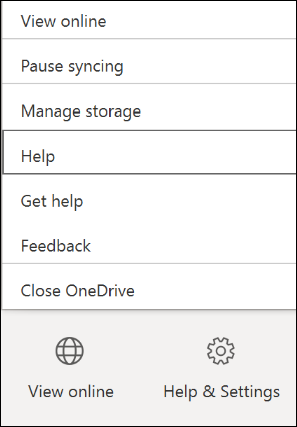 View online
Pause syncing
Manage storage
Help
Get help
Feedback
Close OneDrive
View online
Help & Settings